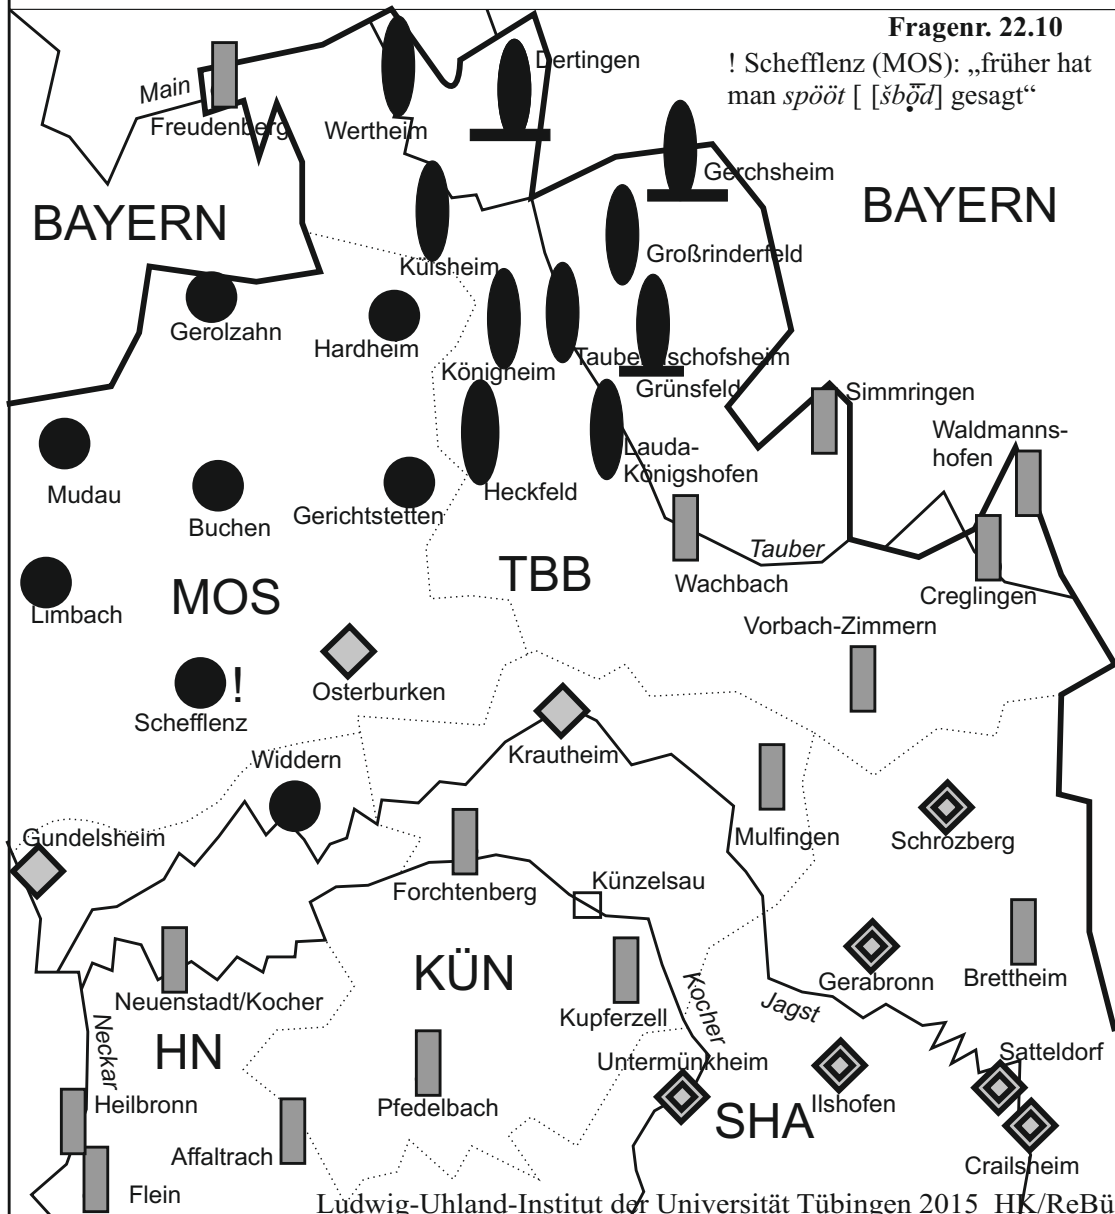 Fragenr. 22.10
! Schefflenz (MOS): „früher hat
man spööt [ [šbǭ̣̈d] gesagt“
Dertingen
Main
Freudenberg
Wertheim
Gerchsheim
BAYERN
BAYERN
Großrinderfeld
Külsheim
Gerolzahn
Hardheim
Königheim
Tauberbischofsheim
Grünsfeld
Simmringen
Waldmanns-
hofen
Lauda-
Königshofen
Mudau
Heckfeld
Buchen
Gerichtstetten
Tauber
Wachbach
TBB
MOS
Creglingen
Limbach
Vorbach-Zimmern
Osterburken
!
Schefflenz
Krautheim
Widdern
Mulfingen
Schrozberg
Gundelsheim
Forchtenberg
Künzelsau
KÜN
Gerabronn
Brettheim
Neuenstadt/Kocher
Kocher
Jagst
Kupferzell
Neckar
HN
Untermünkheim
Satteldorf
Heilbronn
Pfedelbach
Ilshofen
SHA
Affaltrach
Crailsheim
Flein
Ludwig-Uhland-Institut der Universität Tübingen 2015 HK/ReBü